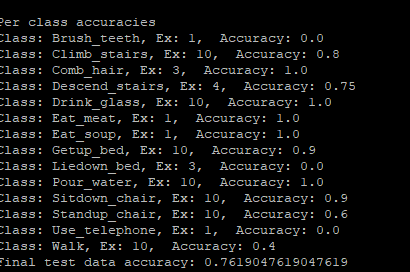 Per class accuracies
Class: Brush_teeth, Ex: 1,  Accuracy: 0.0
Class: Climb_stairs, Ex: 10,  Accuracy: 0.8
Class: Comb_hair, Ex: 3,  Accuracy: 1.0
Class: Descend_stairs, Ex: 4,  Accuracy: 0.75
Class: Drink_glass, Ex: 10,  Accuracy: 1.0
Class: Eat_meat, Ex: 1,  Accuracy: 1.0
Class: Eat_soup, Ex: 1,  Accuracy: 1.0
Class: Getup_bed, Ex: 10,  Accuracy: 0.9
Class: Liedown_bed, Ex: 3,  Accuracy: 0.0
Class: Pour_water, Ex: 10,  Accuracy: 1.0
Class: Sitdown_chair, Ex: 10,  Accuracy: 0.9
Class: Standup_chair, Ex: 10,  Accuracy: 0.6
Class: Use_telephone, Ex: 1,  Accuracy: 0.0
Class: Walk, Ex: 10,  Accuracy: 0.4
Final test data accuracy: 0.7619047619047619